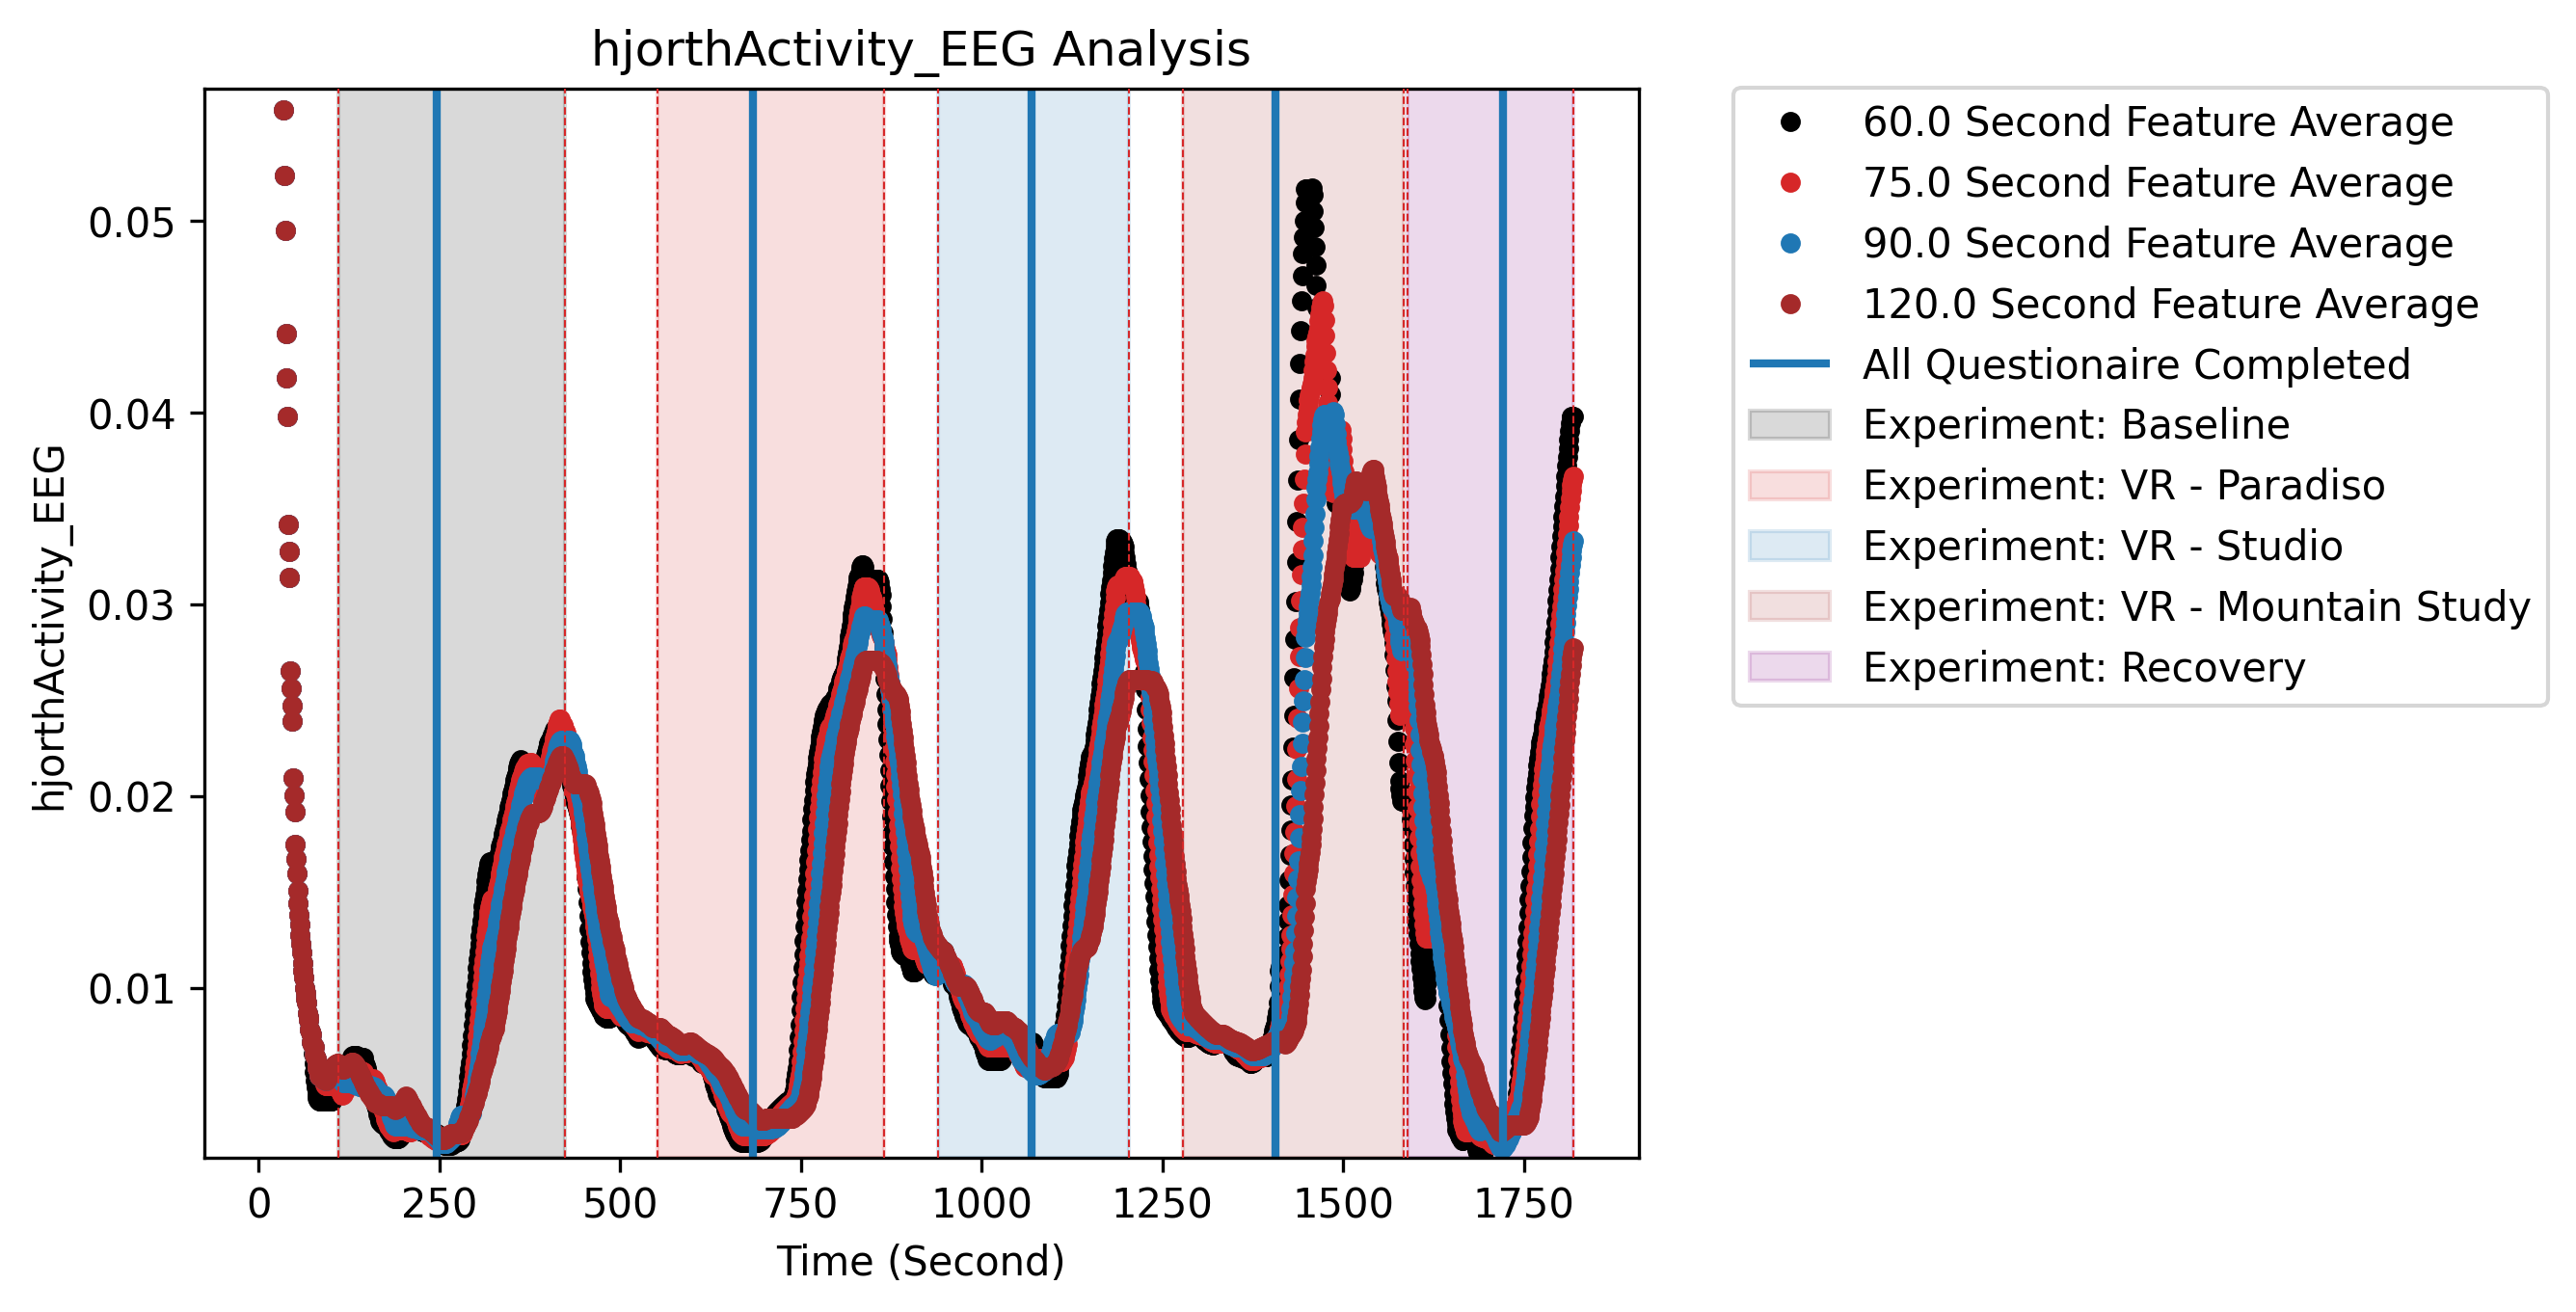 hjorthActivity_EEG Analysis
hjorthActivity_EEG
0.05
0.04
0.03
0.02
0.01
0 250 500 750 1000 1250 1500 1750
Time (Second)
60.0 Second Feature Average
75.0 Second Feature Average
90.0 Second Feature Average
120.0 Second Feature Average
All Questionaire Completed
Experiment: Baseline
Experiment: VR - Paradiso
Experiment: VR - Studio
Experiment: VR - Mountain Study
Experiment: Recovery